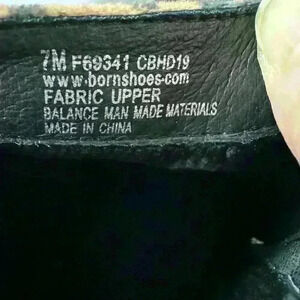 7M F69341 CBHD19
www.bornshoes.com
FABRIC UPPER
BALANCE MAN MADE MATERIALS
MADE IN CHINA